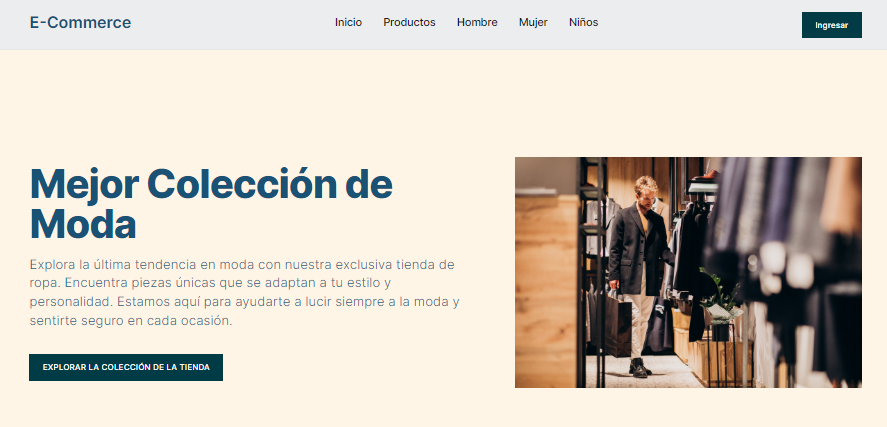 E-Commerce
Inicio Productos Hombre Mujer Niños
Ingresar
Mejor Colección de
Moda
Explora la última tendencia en moda con nuestra exclusiva tienda de
ropa. Encuentra piezas únicas que se adaptan a tu estilo y
personalidad. Estamos aquí para ayudarte a lucir siempre a la moda y
sentirte seguro en cada ocasión.
EXPLORAR LA COLECCIÓN DE LA TIENDA